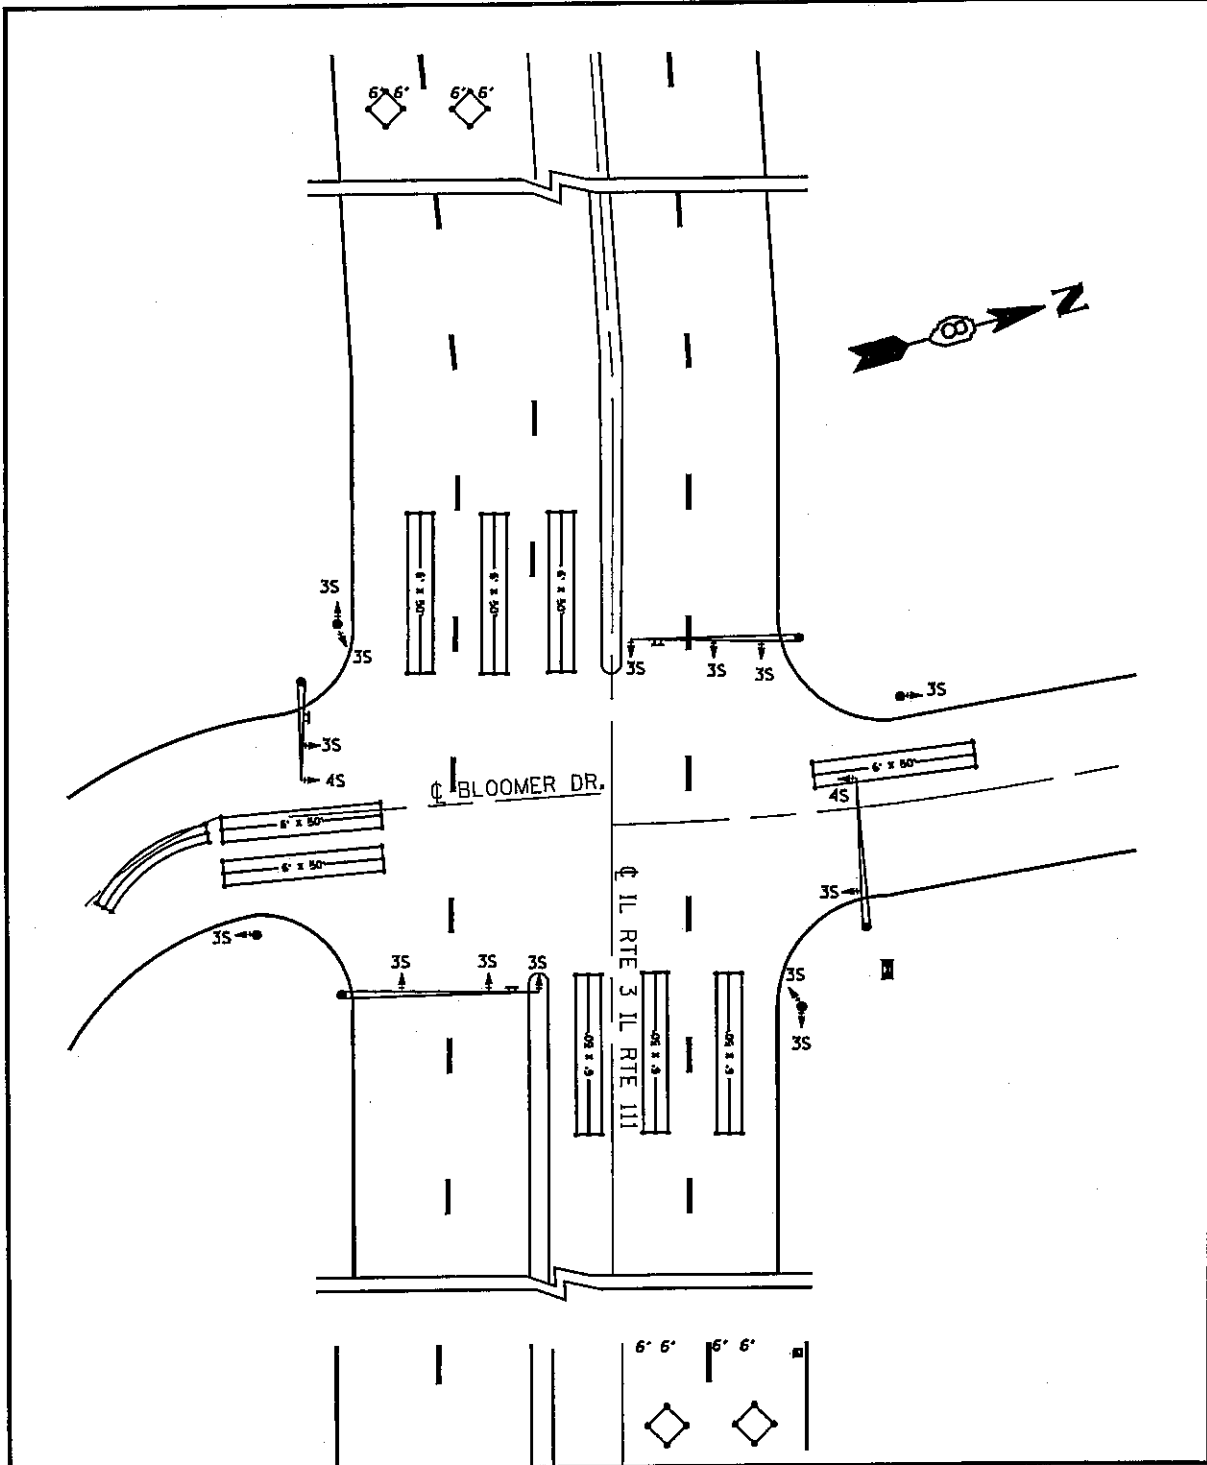 6' 6' 6' 6'
N
6' X 50' 6' X 50' 6' X 50'
3S
3S
3S 3S 3S
3S
3S
4S
6' X 50'
4S
℄ BLOOMER DR.
6' X 50'
6' X 50'
℄ IL RTE 3 IL RTE 111
3S
3S
3S 3S 3S
3S
3S
6' X 50' 6' X 50' 6' X 50'
6' 6' 6' 6'